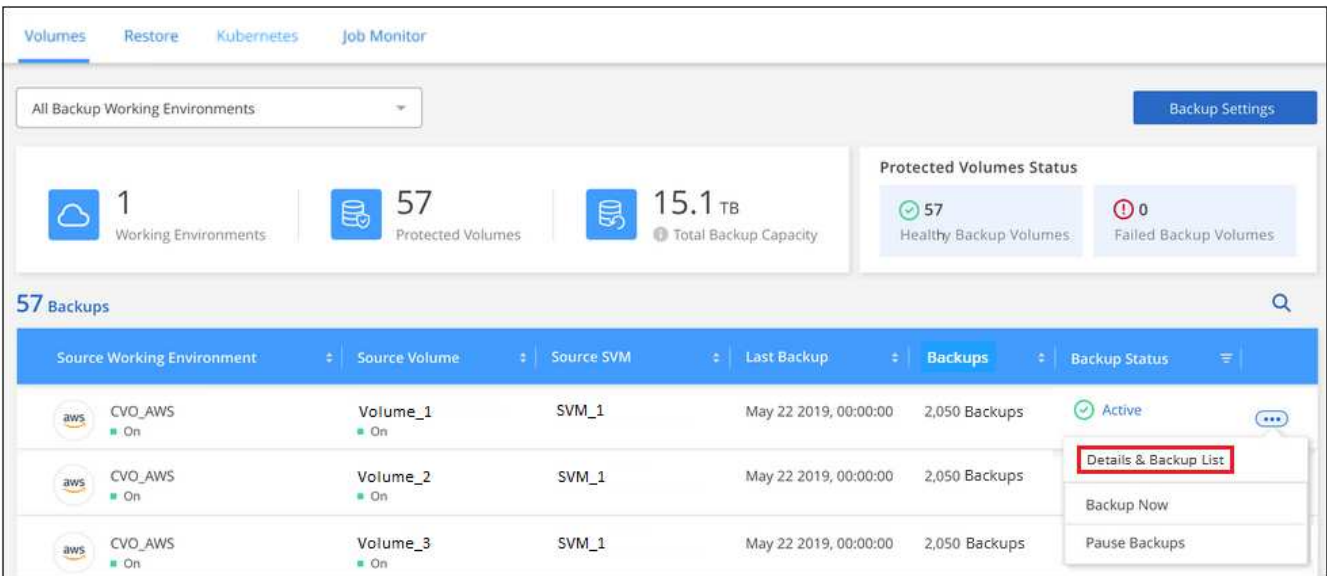 Volumes Restore Kubernetes Job Monitor
All Backup Working Environments Backup Settings
1 Working Environments
57 Protected Volumes
15.1 TB Total Backup Capacity
Protected Volumes Status
57 Healthy Backup Volumes
0 Failed Backup Volumes
57 Backups
Source Working Environment Source Volume Source SVM Last Backup Backups Backup Status
aws CVO_AWS Volume_1 SVM_1 May 22 2019, 00:00:00 2,050 Backups Active
On On
Details & Backup List
aws CVO_AWS Volume_2 SVM_1 May 22 2019, 00:00:00 2,050 Backups
On On
Backup Now
aws CVO_AWS Volume_3 SVM_1 May 22 2019, 00:00:00 2,050 Backups Pause Backups
On On